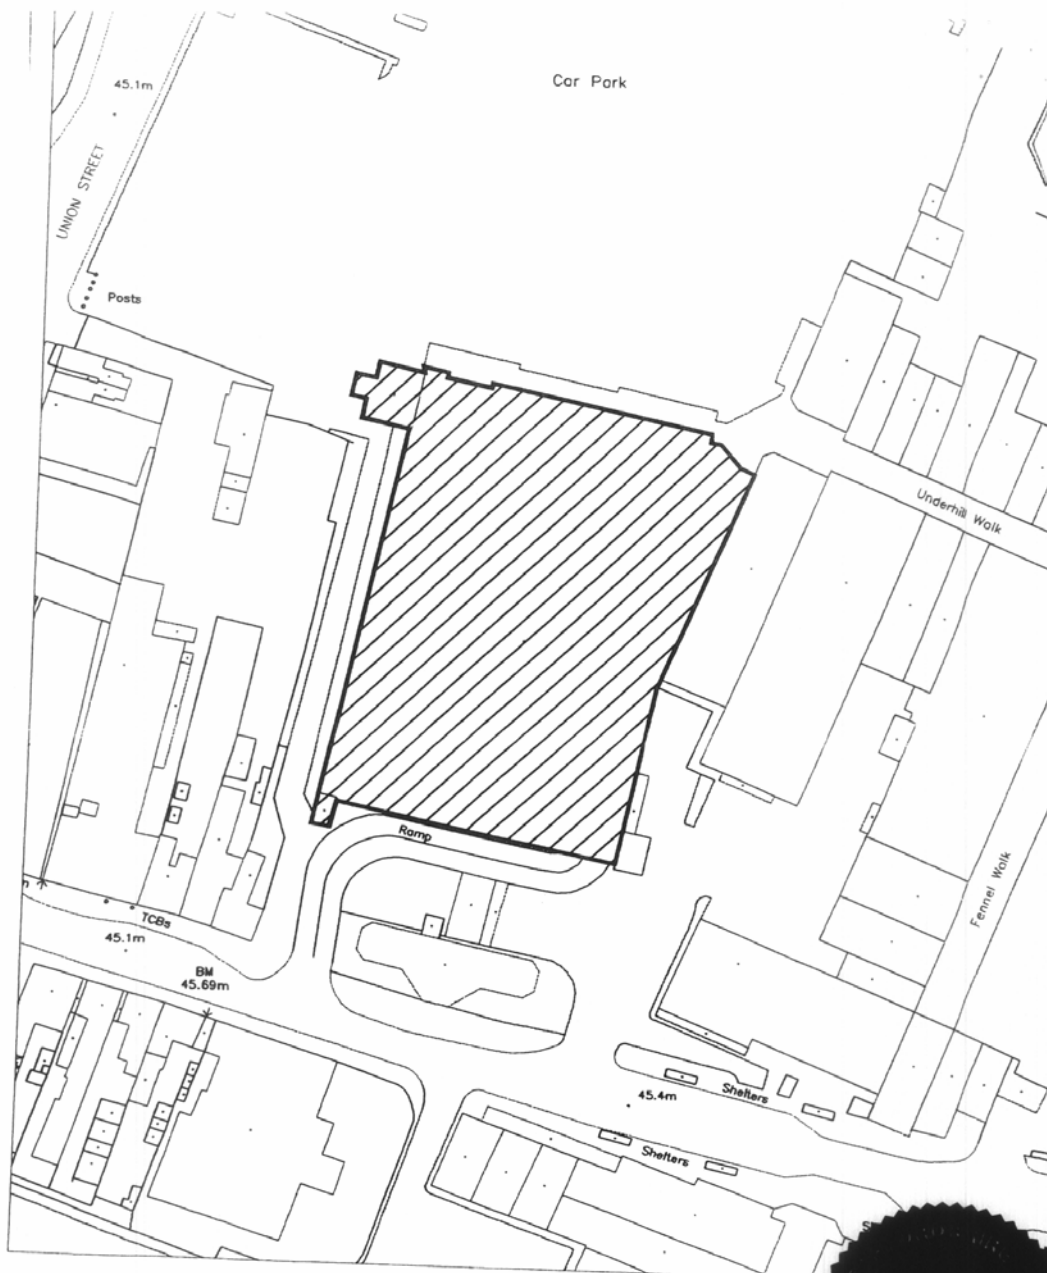 Car Park
45.1m
UNION STREET
Posts
Underhill Walk
Ramp
Fennel Walk
TCBs
45.1m
BM
45.69m
Shelters
45.4m
Shelters